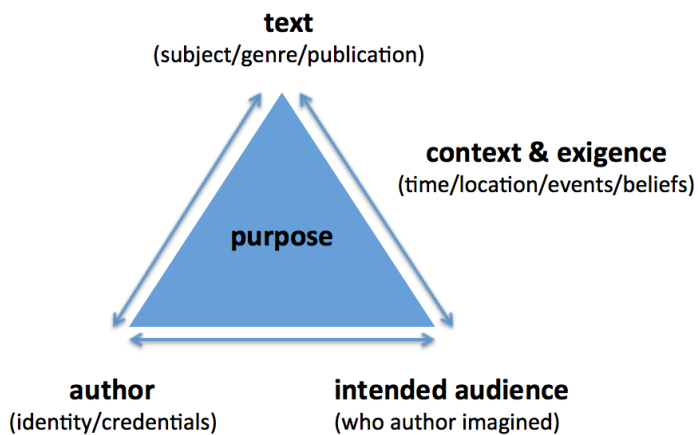 text
(subject/genre/publication)
context & exigence
(time/location/events/beliefs)
purpose
author
(identity/credentials)
intended audience
(who author imagined)